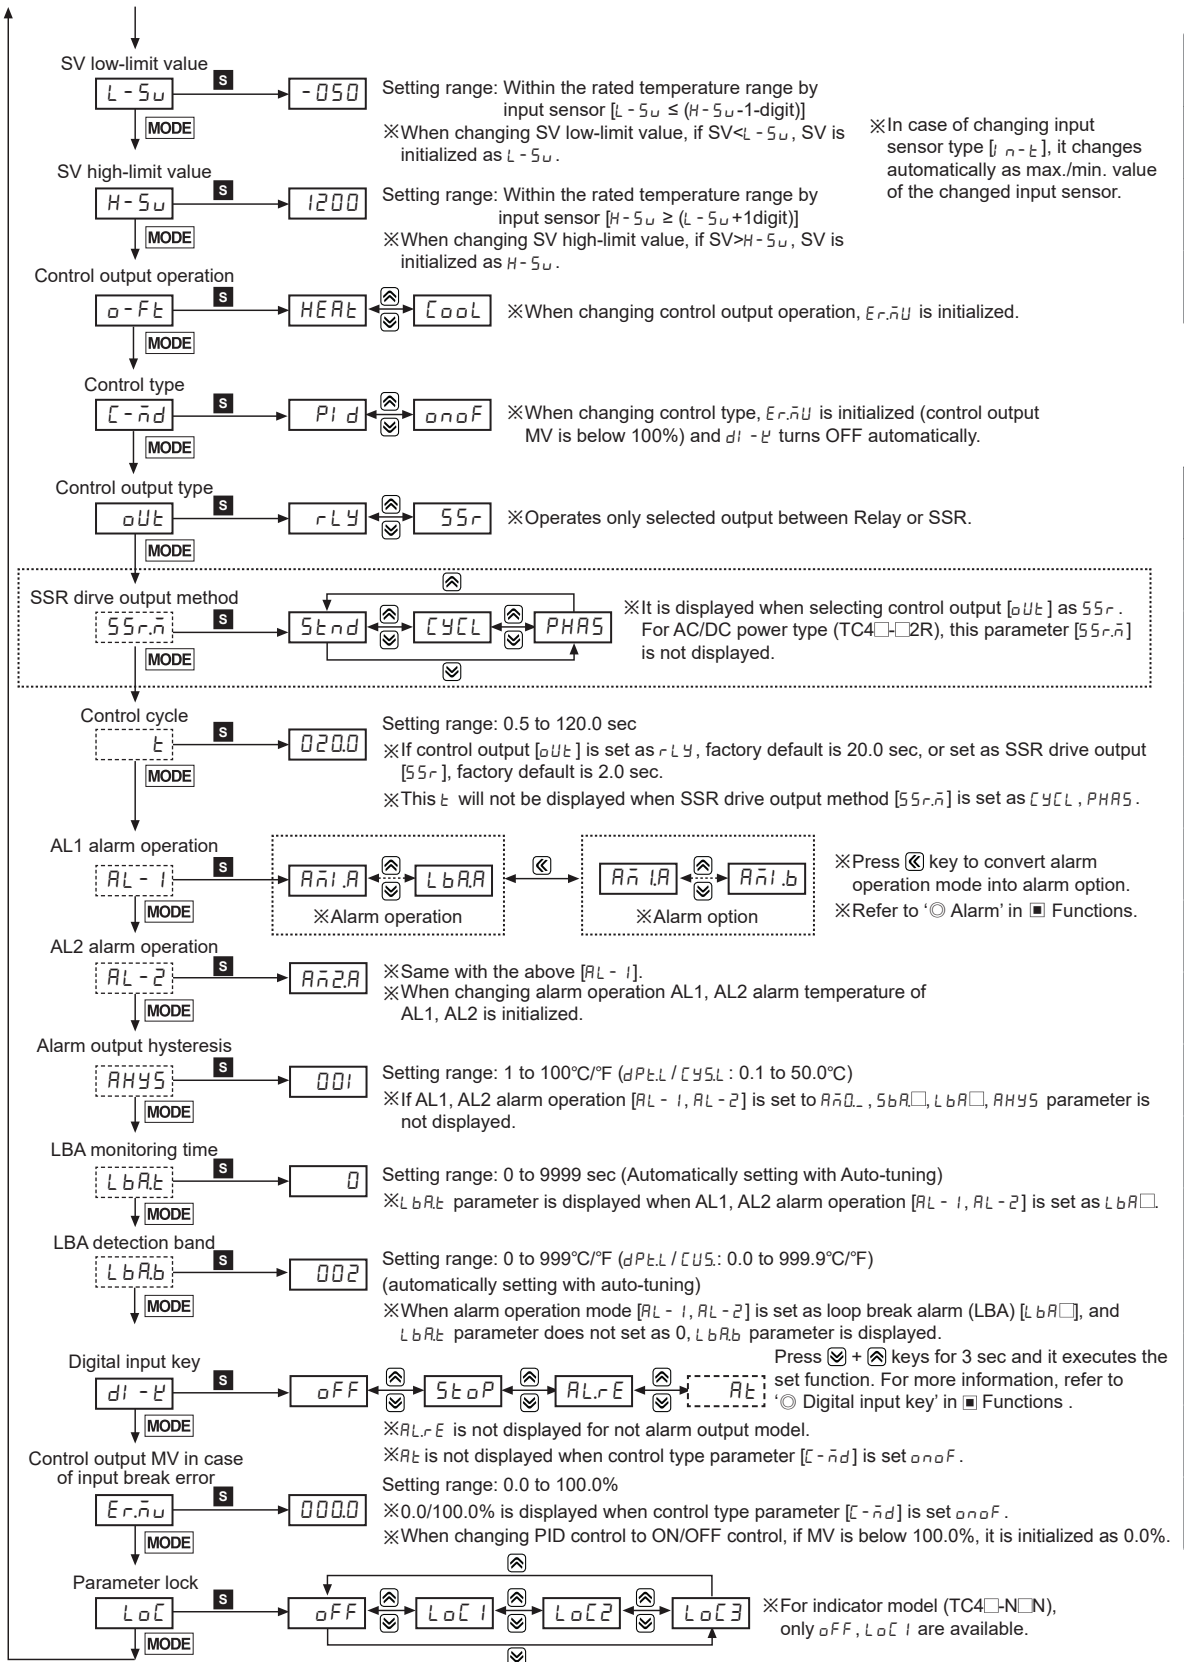 SV low-limit value
L-Sv S -050
MODE
Setting range: Within the rated temperature range by
input sensor [L-Sv ≤ (H-Sv-1-digit)]
※When changing SV low-limit value, if SV<L-Sv, SV is
initialized as L-Sv.
※In case of changing input
sensor type [In-t], it changes
automatically as max./min. value
of the changed input sensor.
SV high-limit value
H-Sv S 1200
MODE
Setting range: Within the rated temperature range by
input sensor [H-Sv ≥ (L-Sv+1digit)]
※When changing SV high-limit value, if SV>H-Sv, SV is
initialized as H-Sv.
Control output operation
o-Ft S HEAt CooL ※When changing control output operation, Er.mU is initialized.
MODE
Control type
C-md S PId onoF ※When changing control type, Er.mU is initialized (control output
MV is below 100%) and dI-K turns OFF automatically.
MODE
Control output type
oUt S rLY SSr ※Operates only selected output between Relay or SSR.
MODE
SSR dirve output method
SSr.m S Stnd CYCL PHAS
MODE
※It is displayed when selecting control output [oUt] as SSr.
For AC/DC power type (TC4□-□2R), this parameter [SSr.m]
is not displayed.
Control cycle
t S 020.0
MODE
Setting range: 0.5 to 120.0 sec
※If control output [oUt] is set as rLY, factory default is 20.0 sec, or set as SSR drive output
[SSr], factory default is 2.0 sec.
※This t will not be displayed when SSR drive output method [SSr.m] is set as CYCL, PHAS.
AL1 alarm operation
AL-1 S Am1.A LbA.A Am1.A Am1.b
MODE
※Alarm operation
※Alarm option
※Press ≪ key to convert alarm
operation mode into alarm option.
※Refer to ‘◎ Alarm’ in ▣ Functions.
AL2 alarm operation
AL-2 S Am2.A
MODE
※Same with the above [AL-1].
※When changing alarm operation AL1, AL2 alarm temperature of
AL1, AL2 is initialized.
Alarm output hysteresis
AHYS S 001
MODE
Setting range: 1 to 100℃/℉ (dPt.L / CYS.L : 0.1 to 50.0℃)
※If AL1, AL2 alarm operation [AL-1, AL-2] is set to Am0._, SbA.□, LbA□, AHYS parameter is
not displayed.
LBA monitoring time
LbA.t S 0
MODE
Setting range: 0 to 9999 sec (Automatically setting with Auto-tuning)
※LbA.t parameter is displayed when AL1, AL2 alarm operation [AL-1, AL-2] is set as LbA□.
LBA detection band
LbA.b S 002
MODE
Setting range: 0 to 999℃/℉ (dPt.L / CUS.: 0.0 to 999.9℃/℉)
(automatically setting with auto-tuning)
※When alarm operation mode [AL-1, AL-2] is set as loop break alarm (LBA) [LbA□], and
LbA.t parameter does not set as 0, LbA.b parameter is displayed.
Digital input key
dI-K S oFF StoP AL.rE At
MODE
Press ︾ + ︽ keys for 3 sec and it executes the
set function. For more information, refer to
‘◎ Digital input key’ in ▣ Functions .
※AL.rE is not displayed for not alarm output model.
※At is not displayed when control type parameter [C-md] is set onoF.
Control output MV in case
of input break error
Er.mv S 000.0
MODE
Setting range: 0.0 to 100.0%
※0.0/100.0% is displayed when control type parameter [C-md] is set onoF.
※When changing PID control to ON/OFF control, if MV is below 100.0%, it is initialized as 0.0%.
Parameter lock
LoC S oFF LoC1 LoC2 LoC3
MODE
※For indicator model (TC4□-N□N),
only oFF, LoC1 are available.